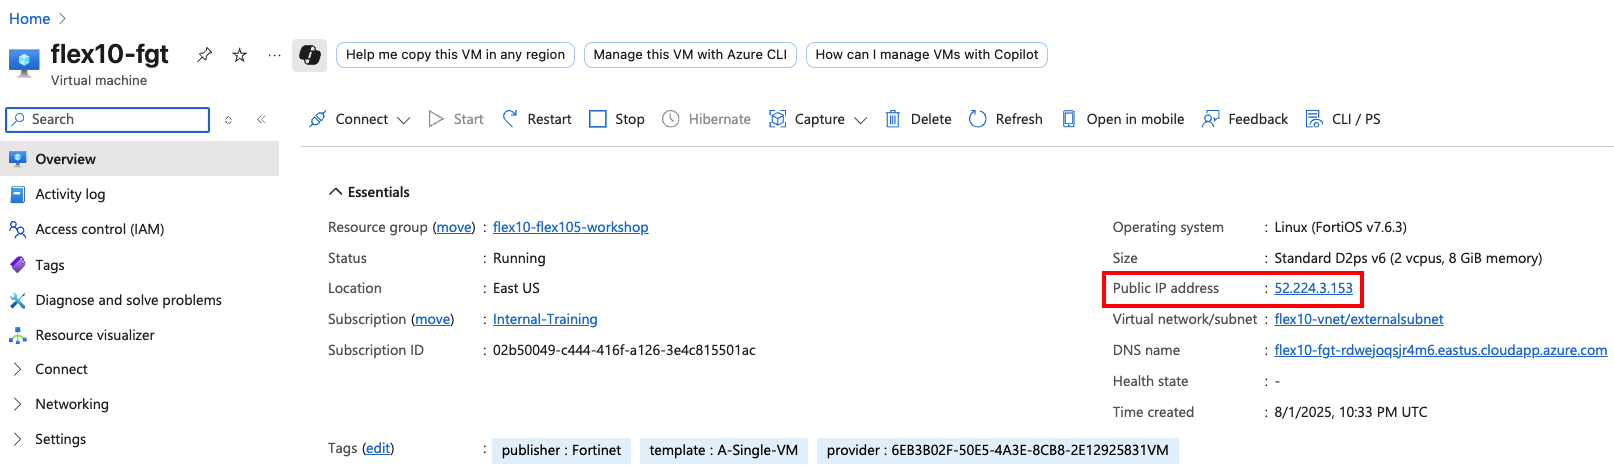 Home
flex10-fgt
Virtual machine
Help me copy this VM in any region
Manage this VM with Azure CLI
How can I manage VMs with Copilot
Search
Connect Start Restart Stop Hibernate Capture Delete Refresh Open in mobile Feedback CLI / PS
Overview
Activity log
Access control (IAM)
Tags
Diagnose and solve problems
Resource visualizer
Connect
Networking
Settings
Essentials
Resource group (move) : flex10-flex105-workshop
Status : Running
Location : East US
Subscription (move) : Internal-Training
Subscription ID : 02b50049-c444-416f-a126-3e4c815501ac
Operating system : Linux (FortiOS v7.6.3)
Size : Standard D2ps v6 (2 vcpus, 8 GiB memory)
Public IP address : 52.224.3.153
Virtual network/subnet : flex10-vnet/externalsubnet
DNS name : flex10-fgt-rdwejoqsjr4m6.eastus.cloudapp.azure.com
Health state : -
Time created : 8/1/2025, 10:33 PM UTC
Tags (edit) : publisher : Fortinet template : A-Single-VM provider : 6EB3B02F-50E5-4A3E-8CB8-2E12925831VM